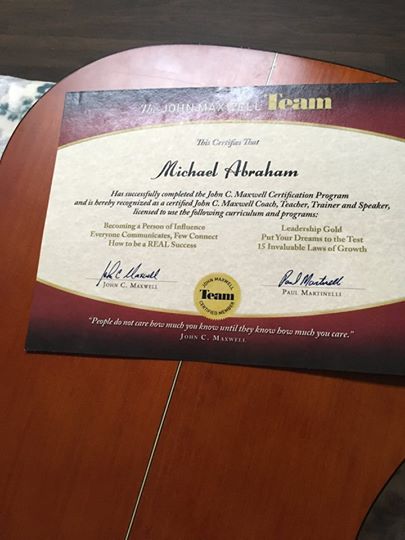 The JOHN MAXWELL Team
This Certifies That
Michael Abraham
Has successfully completed the John C. Maxwell Certification Program
and is hereby recognized as a certified John C. Maxwell Coach, Teacher, Trainer and Speaker,
licensed to use the following curriculum and programs:
Becoming a Person of Influence
Everyone Communicates, Few Connect
How to be a REAL Success
Leadership Gold
Put Your Dreams to the Test
15 Invaluable Laws of Growth
John C. Maxwell
JOHN C. MAXWELL
JOHN MAXWELL
Team
CERTIFIED MEMBER
Paul Martinelli
PAUL MARTINELLI
"People do not care how much you know until they know how much you care."
JOHN C. MAXWELL